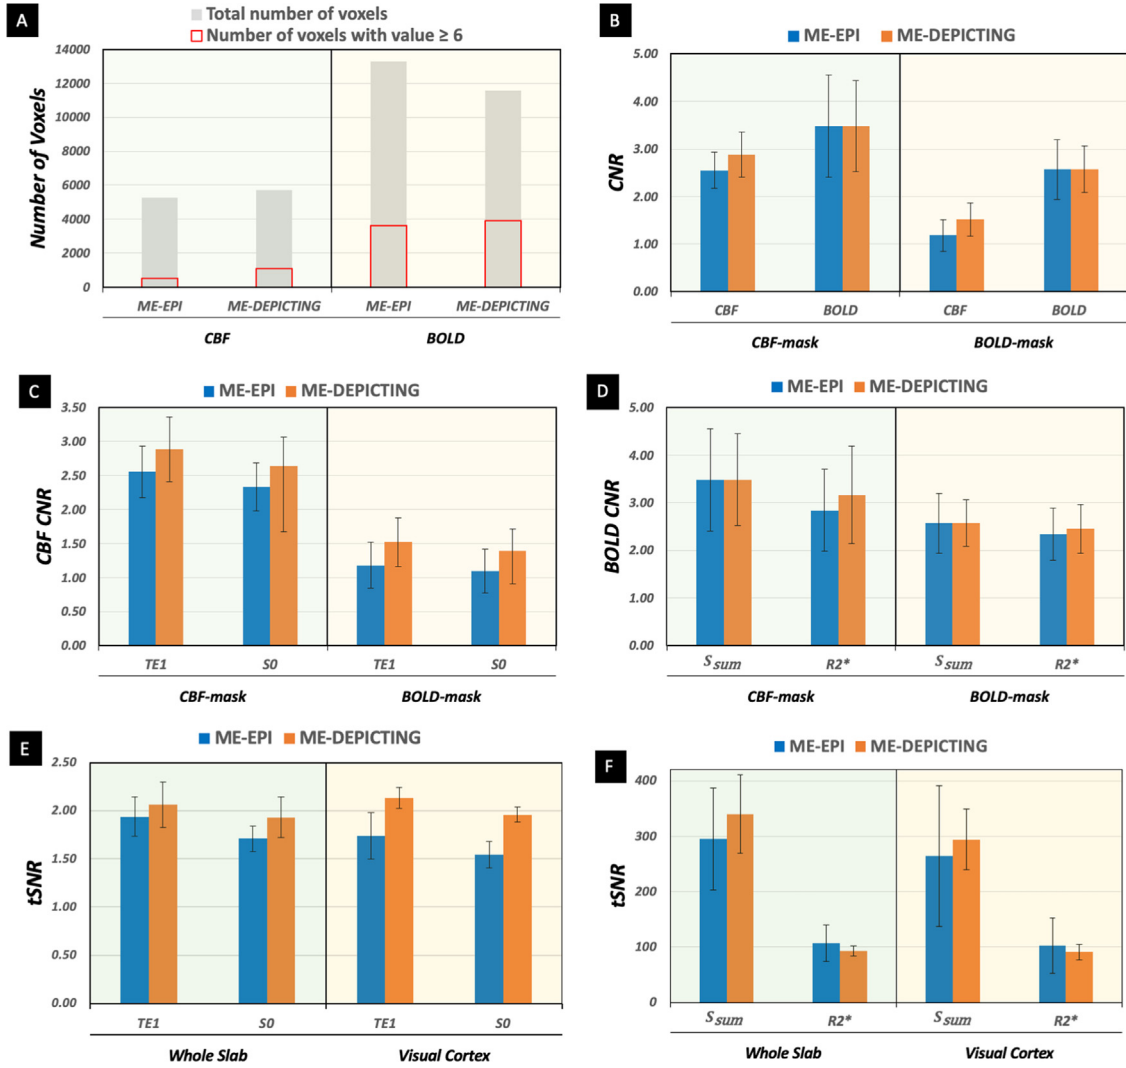 A
Total number of voxels
Number of voxels with value ≥ 6
14000
12000
10000
8000
6000
4000
2000
0
Number of Voxels
ME-EPI ME-DEPICTING ME-EPI ME-DEPICTING
CBF BOLD
B
ME-EPI ME-DEPICTING
5.00
4.00
3.00
2.00
1.00
0.00
CNR
CBF BOLD CBF BOLD
CBF-mask BOLD-mask
C
ME-EPI ME-DEPICTING
3.50
3.00
2.50
2.00
1.50
1.00
0.50
0.00
CBF CNR
TE1 S0 TE1 S0
CBF-mask BOLD-mask
D
ME-EPI ME-DEPICTING
5.00
4.00
3.00
2.00
1.00
0.00
BOLD CNR
Ssum R2* Ssum R2*
CBF-mask BOLD-mask
E
ME-EPI ME-DEPICTING
2.50
2.00
1.50
1.00
0.50
0.00
tSNR
TE1 S0 TE1 S0
Whole Slab Visual Cortex
F
ME-EPI ME-DEPICTING
400
300
200
100
0
tSNR
Ssum R2* Ssum R2*
Whole Slab Visual Cortex